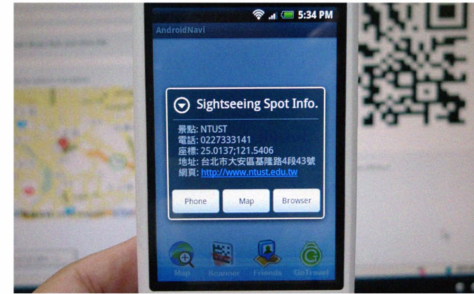 5:34 PM
AndroidNavi
Sightseeing Spot Info.
景點: NTUST
電話: 0227333141
座標: 25.0137;121.5406
地址: 台北市大安區基隆路4段43號
網頁: http://www.ntust.edu.tw
Phone Map Browser
Map Scanner Friends GoTravel